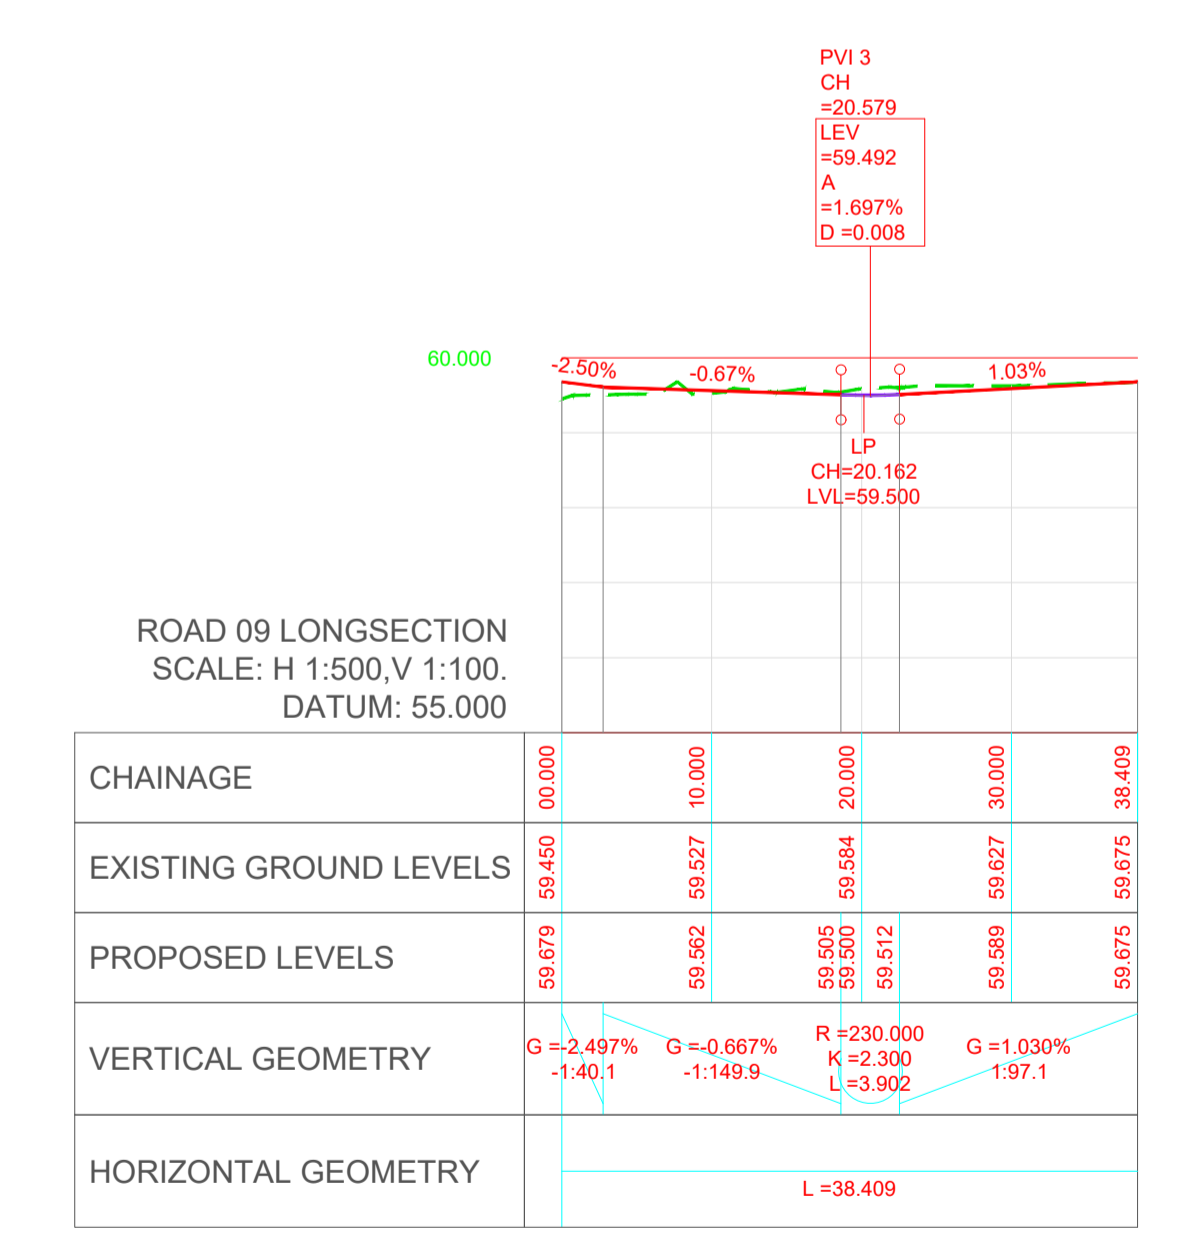 PVI 3
CH
=20.579
LEV
=59.492
A
=1.697%
D =0.008
60.000
-2.50%
-0.67%
1.03%
LP
CH=20.162
LVL=59.500
ROAD 09 LONGSECTION
SCALE: H 1:500,V 1:100.
DATUM: 55.000
CHAINAGE
00.000
10.000
20.000
30.000
38.409
EXISTING GROUND LEVELS
59.450
59.527
59.584
59.627
59.675
PROPOSED LEVELS
59.679
59.562
59.505
59.500
59.512
59.589
59.675
VERTICAL GEOMETRY
G =-2.497%
-1:40.1
G =-0.667%
-1:149.9
R =230.000
K =2.300
L =3.902
G =1.030%
1:97.1
HORIZONTAL GEOMETRY
L =38.409